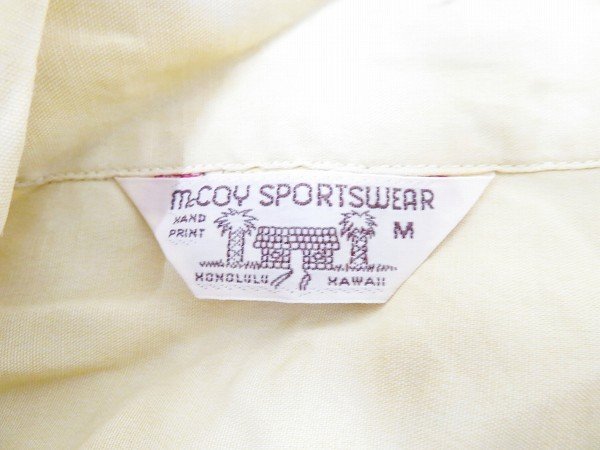 McCOY SPORTSWEAR
HAND
PRINT
M
HONOLULU HAWAII